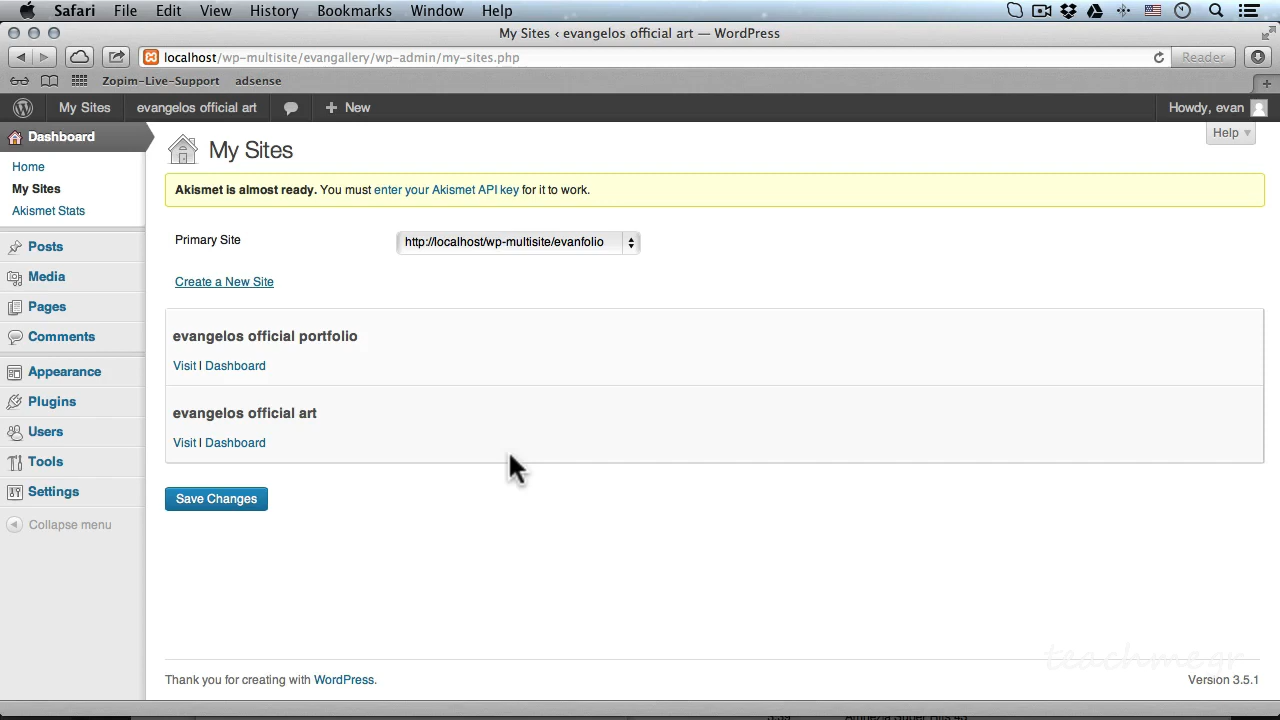 Safari File Edit View History Bookmarks Window Help
My Sites ‹ evangelos official art — WordPress
localhost/wp-multisite/evangallery/wp-admin/my-sites.php
Reader
Zopim-Live-Support adsense
My Sites evangelos official art + New Howdy, evan
Dashboard
Home
My Sites
Akismet Stats
Posts
Media
Pages
Comments
Appearance
Plugins
Users
Tools
Settings
Collapse menu
Help
My Sites
Akismet is almost ready. You must enter your Akismet API key for it to work.
Primary Site http://localhost/wp-multisite/evanfolio
Create a New Site
evangelos official portfolio
Visit | Dashboard
evangelos official art
Visit | Dashboard
Save Changes
teachme.gr
Thank you for creating with WordPress. Version 3.5.1